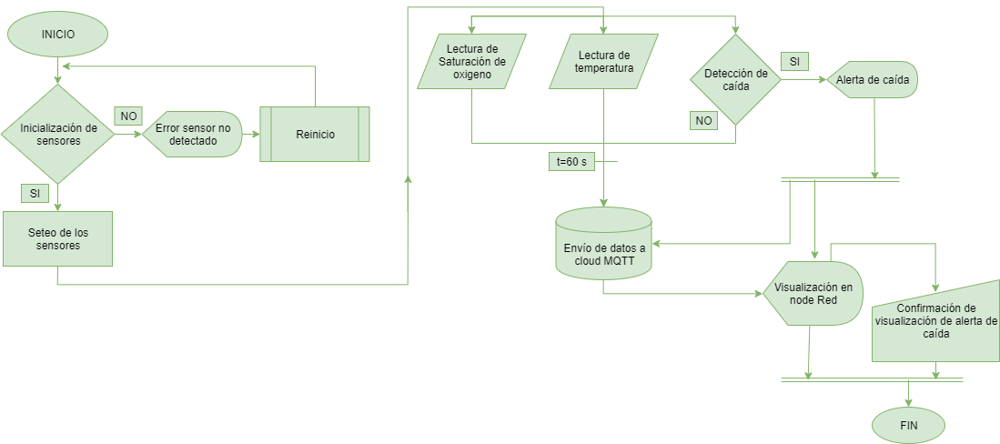 INICIO
Inicialización de
sensores
NO
Error sensor no
detectado
Reinicio
SI
Seteo de los
sensores
Lectura de
Saturación de
oxigeno
Lectura de
temperatura
Detección de
caída
SI
Alerta de caída
NO
t=60 s
Envío de datos a
cloud MQTT
Visualización en
node Red
Confirmación de
visualización de alerta de
caída
FIN